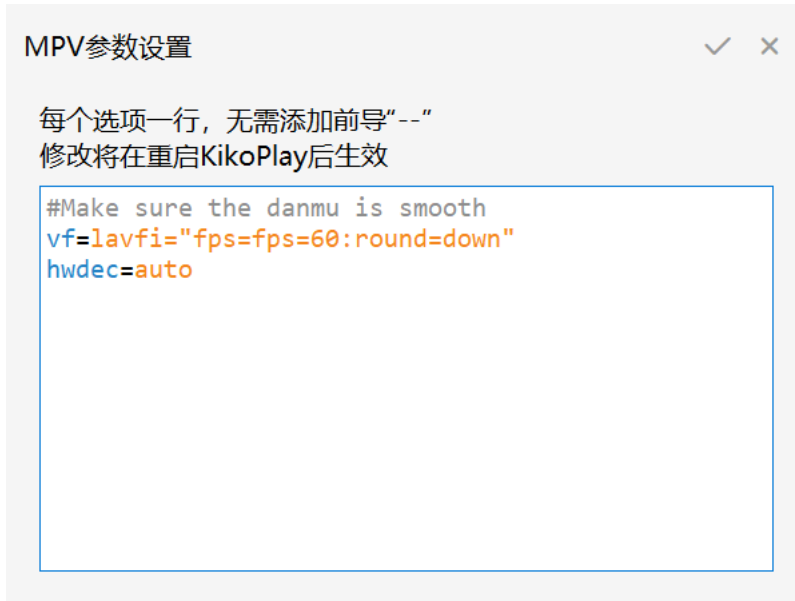 MPV参数设置
每个选项一行，无需添加前导“--”
修改将在重启KikoPlay后生效
#Make sure the danmu is smooth
vf=lavfi="fps=fps=60:round=down"
hwdec=auto